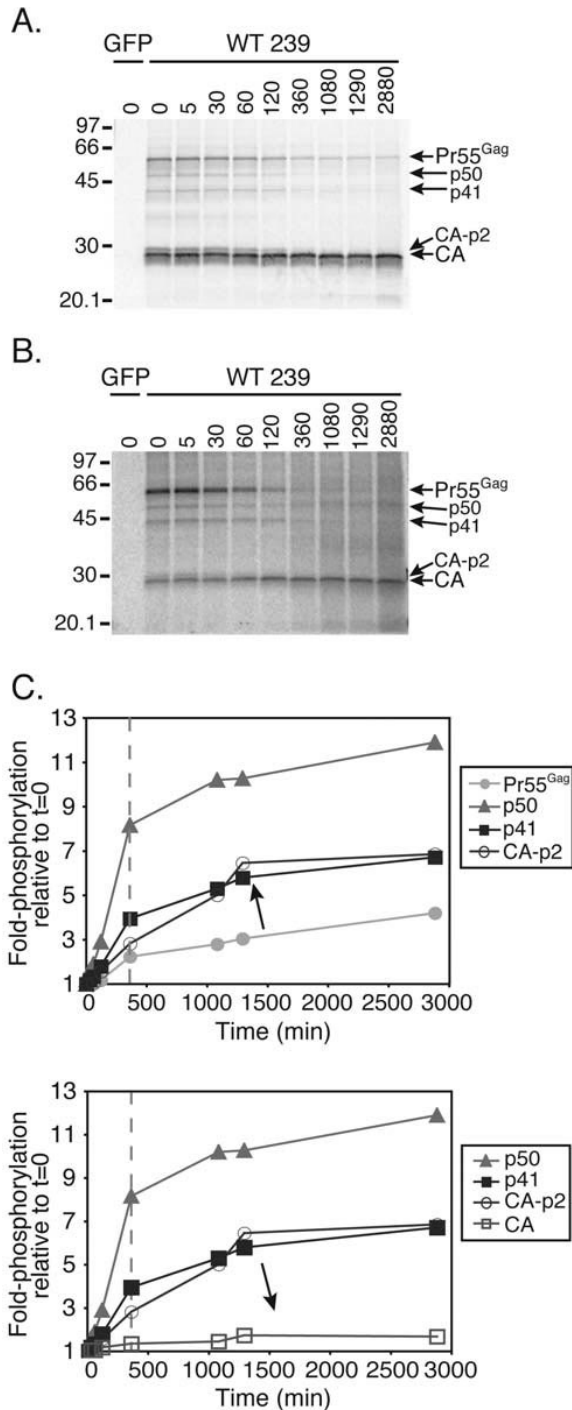 A.
GFP WT 239
0 0 5 30 60 120 360 1080 1290 2880
97
66
45
30
20.1
Pr55Gag
p50
p41
CA-p2
CA
B.
GFP WT 239
0 0 5 30 60 120 360 1080 1290 2880
97
66
45
30
20.1
Pr55Gag
p50
p41
CA-p2
CA
C.
Fold-phosphorylation
relative to t=0
13
11
9
7
5
3
1
0 500 1000 1500 2000 2500 3000
Time (min)
Pr55Gag
p50
p41
CA-p2
Fold-phosphorylation
relative to t=0
13
11
9
7
5
3
1
0 500 1000 1500 2000 2500 3000
Time (min)
p50
p41
CA-p2
CA